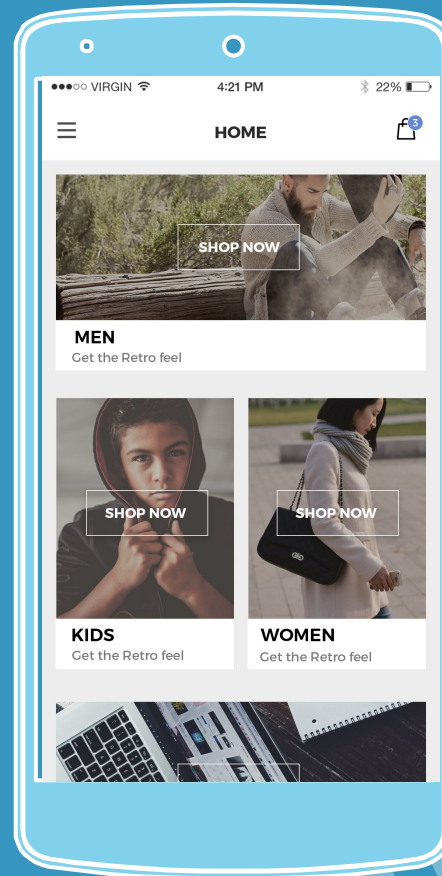 VIRGIN 4:21 PM 22%
HOME
3
SHOP NOW
MEN
Get the Retro feel
SHOP NOW
SHOP NOW
KIDS
WOMEN
Get the Retro feel
Get the Retro feel